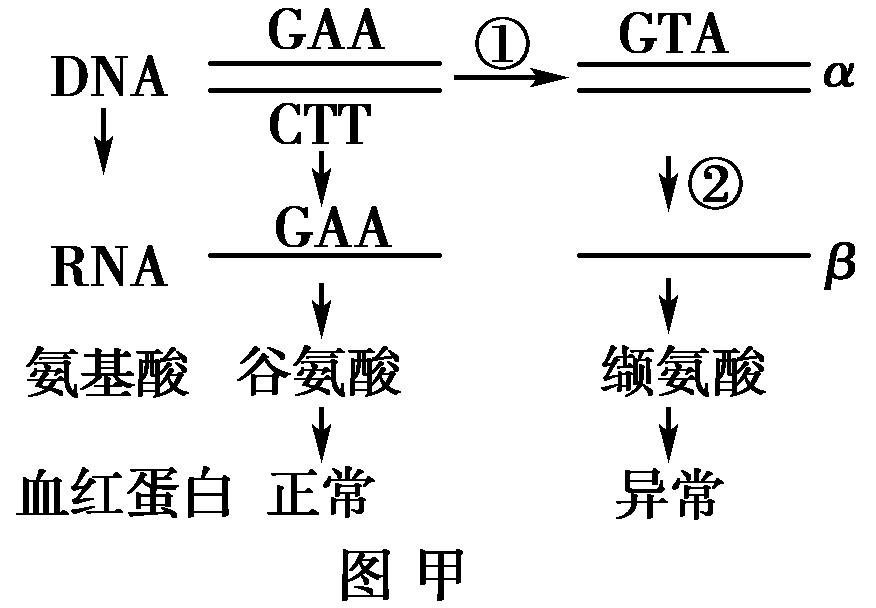 GAA ① GTA
DNA α
CTT
②
GAA
RNA β
氨基酸 谷氨酸 缬氨酸
血红蛋白 正常 异常
图 甲